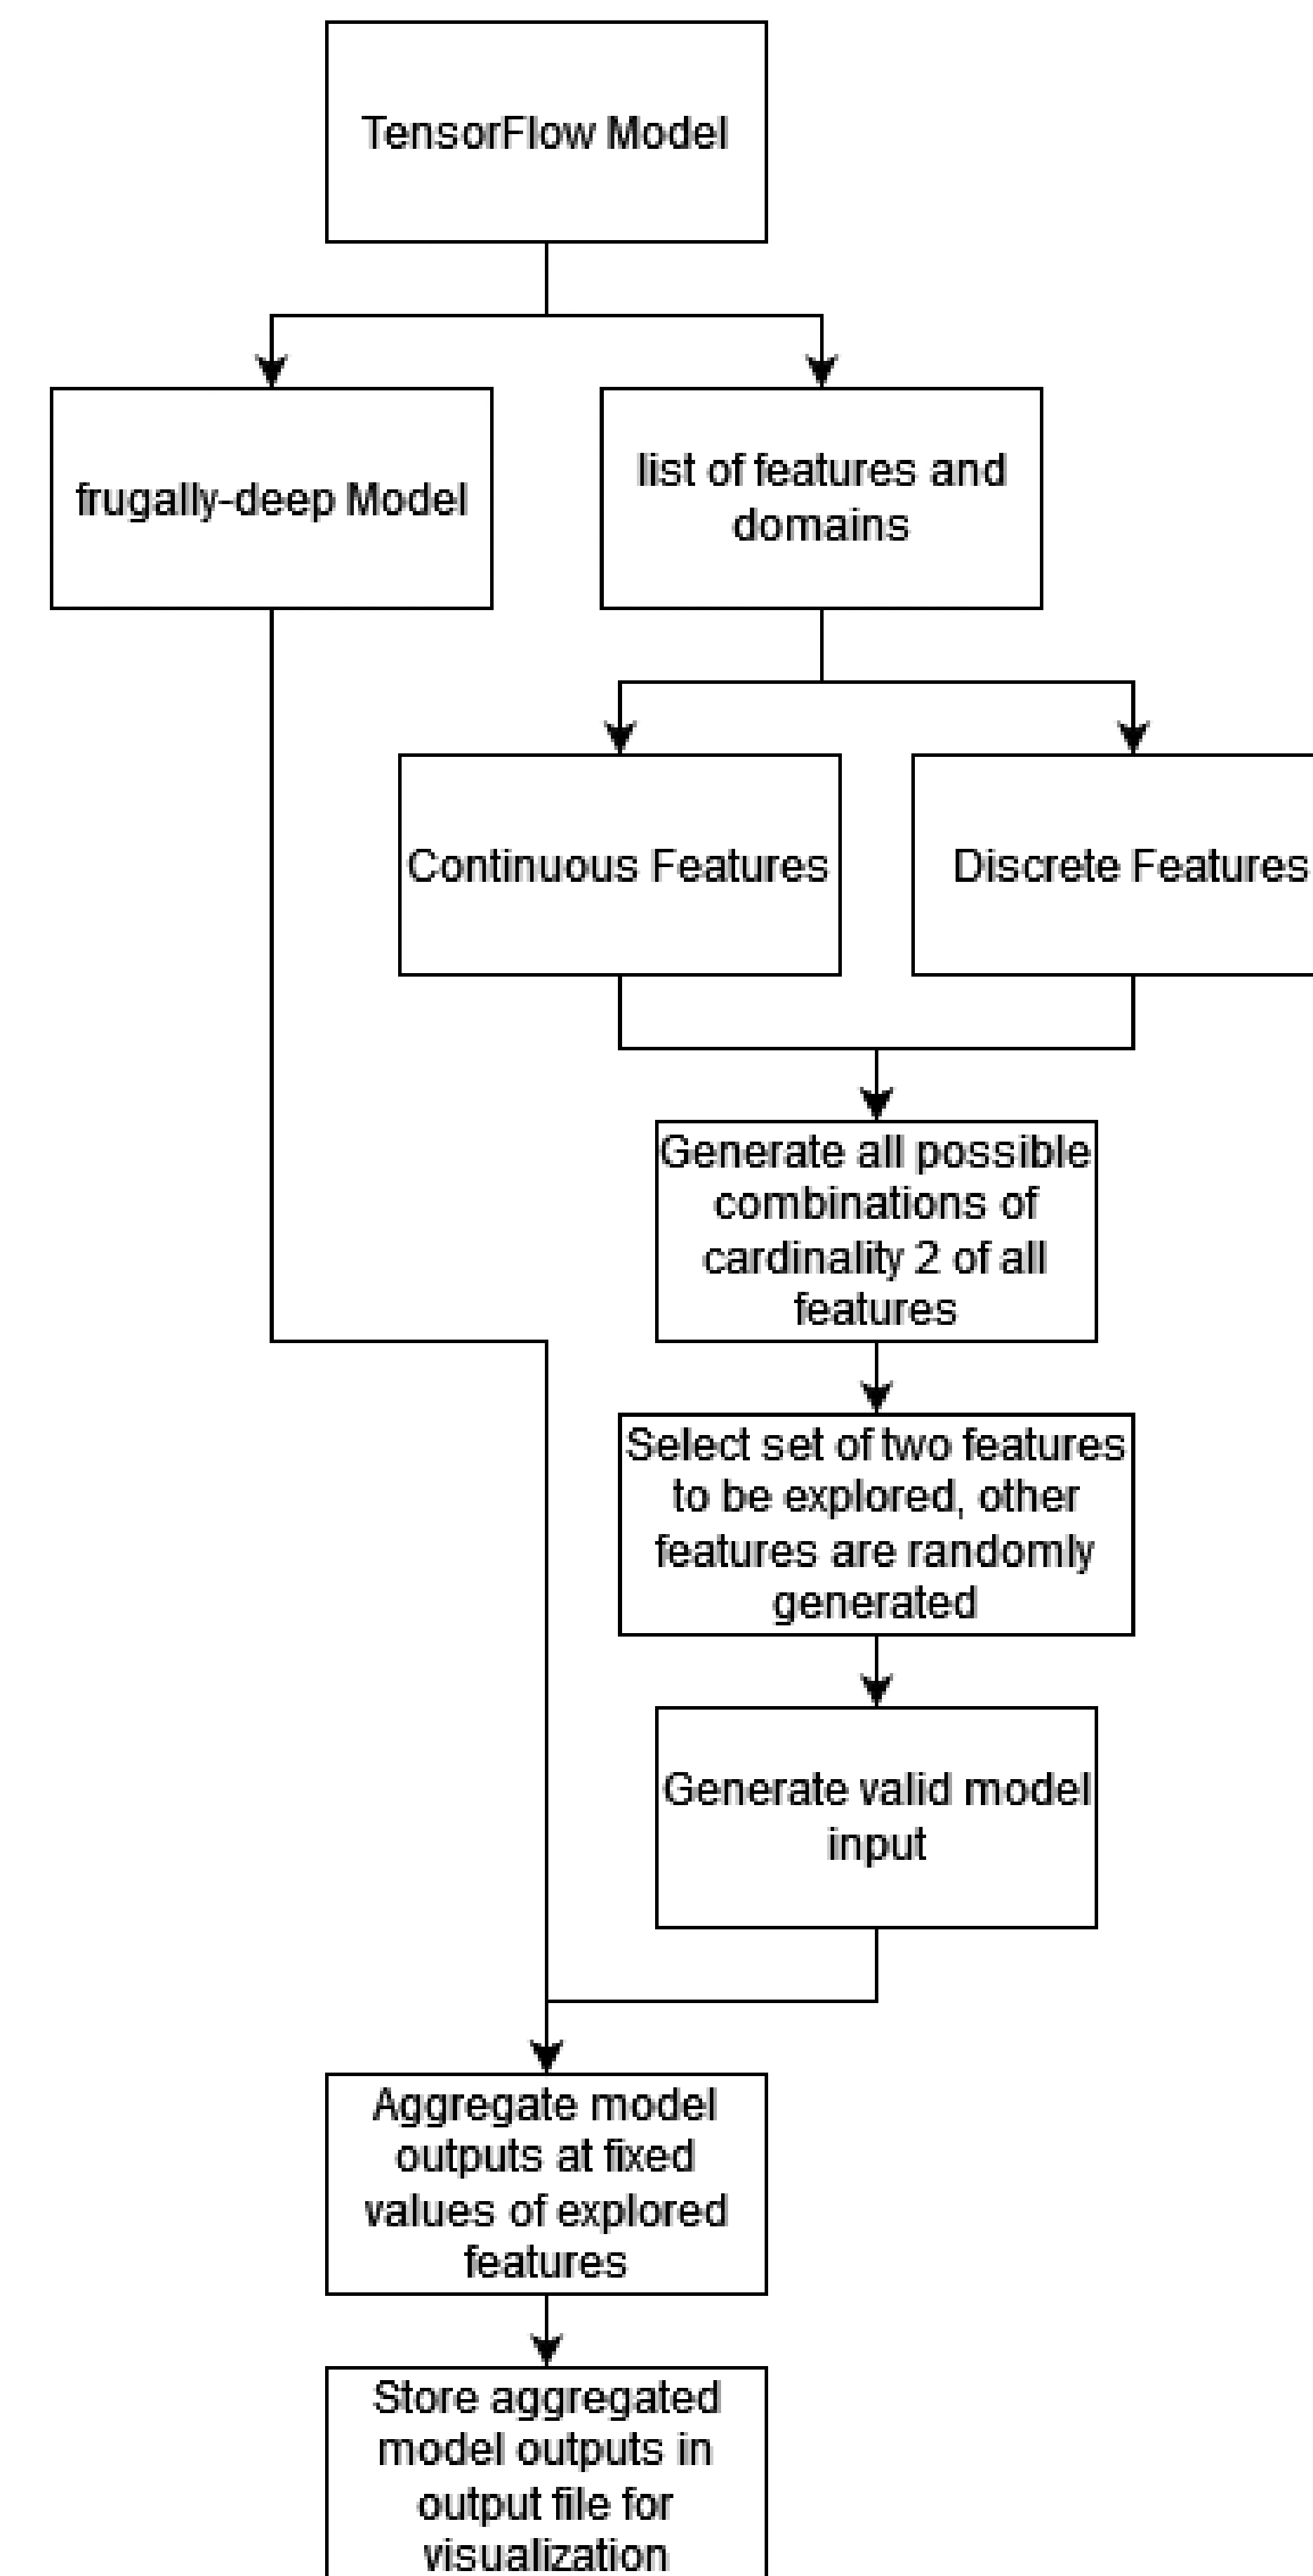 TensorFlow Model
frugally-deep Model
list of features and
domains
Continuous Features
Discrete Features
Generate all possible
combinations of
cardinality 2 of all
features
Select set of two features
to be explored, other
features are randomly
generated
Generate valid model
input
Aggregate model
outputs at fixed
values of explored
features
Store aggregated
model outputs in
output file for
visualization